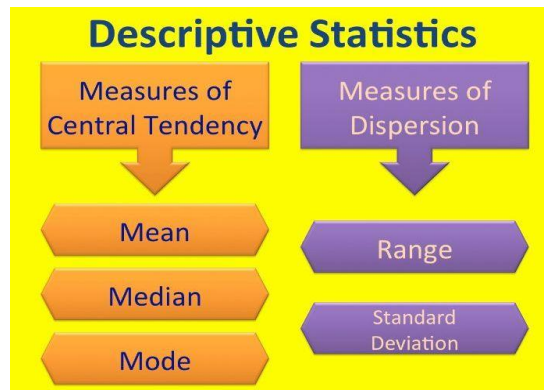 Descriptive Statistics
Measures of
Central Tendency
Mean
Median
Mode
Measures of
Dispersion
Range
Standard
Deviation